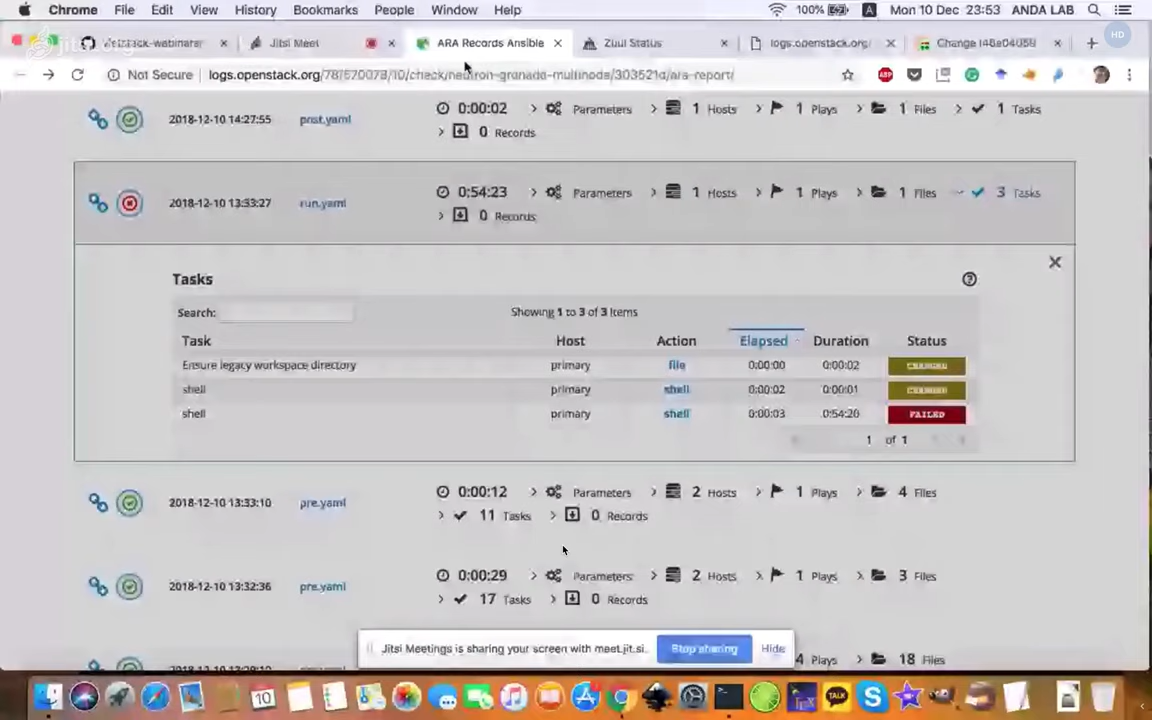 Chrome File Edit View History Bookmarks People Window Help 100% A Mon 10 Dec 23:53 ANDA LAB
HD
Jitsi Meet ARA Records Ansible Zuul Status logs.openstack.org/
Not Secure logs.openstack.org/
0:00:02 Parameters 1 Hosts 1 Plays 1 Files 1 Tasks
2018-12-10 14:27:55 post.yaml
0 Records
0:54:23 Parameters 1 Hosts 1 Plays 1 Files 3 Tasks
2018-12-10 13:33:27 run.yaml
0 Records
Tasks
Search: Showing 1 to 3 of 3 items
Task Host Action Elapsed Duration Status
Ensure legacy workspace directory primary file 0:00:00 0:00:02 CHANGED
shell primary shell 0:00:02 0:00:01 CHANGED
shell primary shell 0:00:03 0:54:20 FAILED
1 of 1
0:00:12 Parameters 2 Hosts 1 Plays 4 Files
2018-12-10 13:33:10 pre.yaml
11 Tasks 0 Records
0:00:29 Parameters 2 Hosts 1 Plays 3 Files
2018-12-10 13:32:36 pre.yaml
17 Tasks 0 Records
Jitsi Meetings is sharing your screen with meet.jit.si. Stop sharing Hide
4 Plays 18 Files
10
TALK